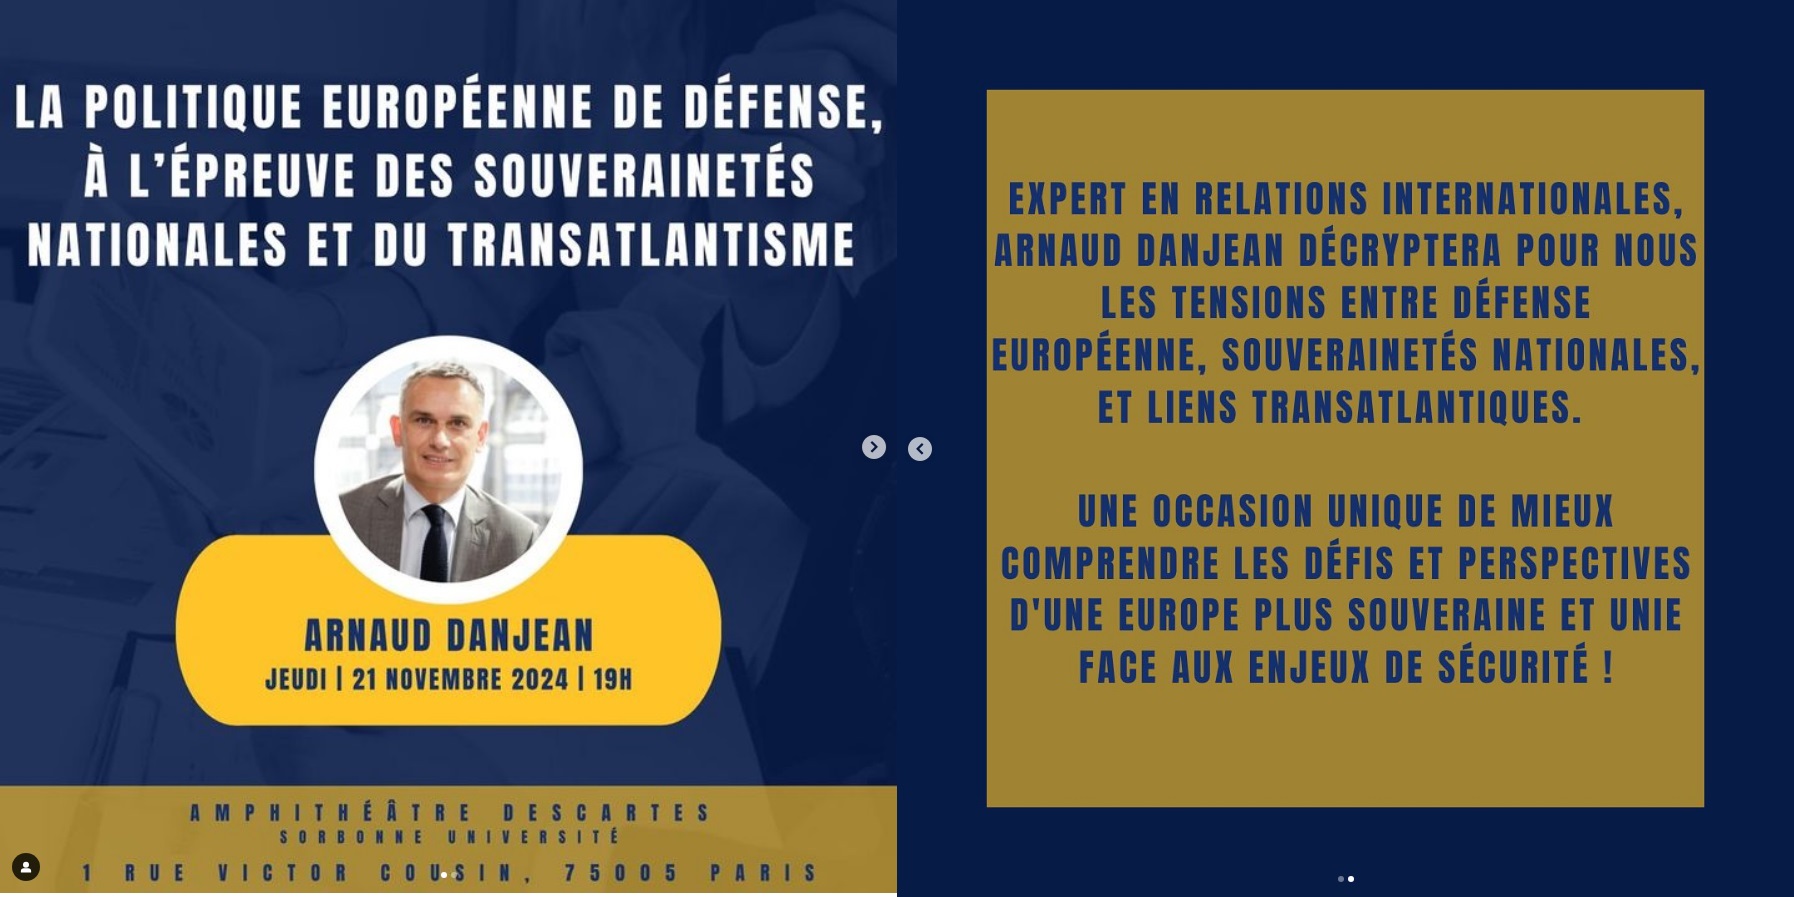 LA POLITIQUE EUROPÉENNE DE DÉFENSE,
À L'ÉPREUVE DES SOUVERAINETÉS
NATIONALES ET DU TRANSATLANTISME
ARNAUD DANJEAN
JEUDI | 21 NOVEMBRE 2024 | 19H
AMPHITHÉÂTRE DESCARTES
SORBONNE UNIVERSITÉ
1 RUE VICTOR COUSIN, 75005 PARIS
EXPERT EN RELATIONS INTERNATIONALES,
ARNAUD DANJEAN DÉCRYPTERA POUR NOUS
LES TENSIONS ENTRE DÉFENSE
EUROPÉENNE, SOUVERAINETÉS NATIONALES,
ET LIENS TRANSATLANTIQUES.
UNE OCCASION UNIQUE DE MIEUX
COMPRENDRE LES DÉFIS ET PERSPECTIVES
D'UNE EUROPE PLUS SOUVERAINE ET UNIE
FACE AUX ENJEUX DE SÉCURITÉ !